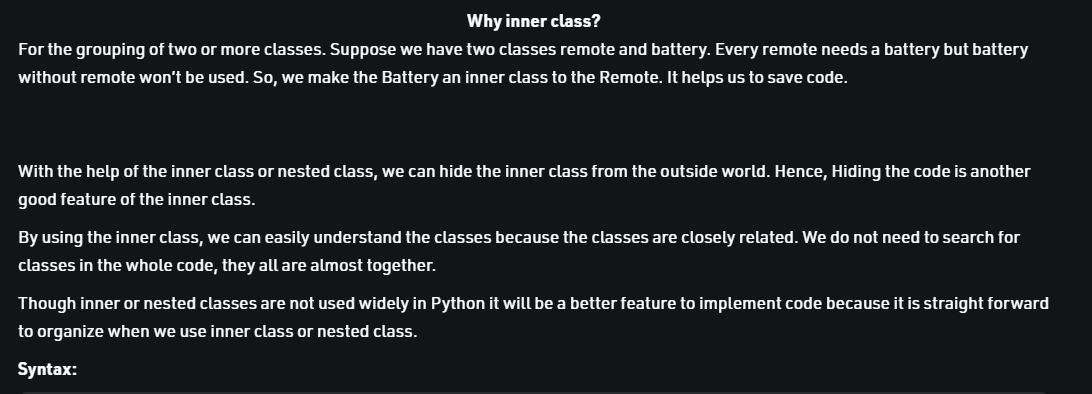 Why inner class?
For the grouping of two or more classes. Suppose we have two classes remote and battery. Every remote needs a battery but battery
without remote won't be used. So, we make the Battery an inner class to the Remote. It helps us to save code.
With the help of the inner class or nested class, we can hide the inner class from the outside world. Hence, Hiding the code is another
good feature of the inner class.
By using the inner class, we can easily understand the classes because the classes are closely related. We do not need to search for
classes in the whole code, they all are almost together.
Though inner or nested classes are not used widely in Python it will be a better feature to implement code because it is straight forward
to organize when we use inner class or nested class.
Syntax: